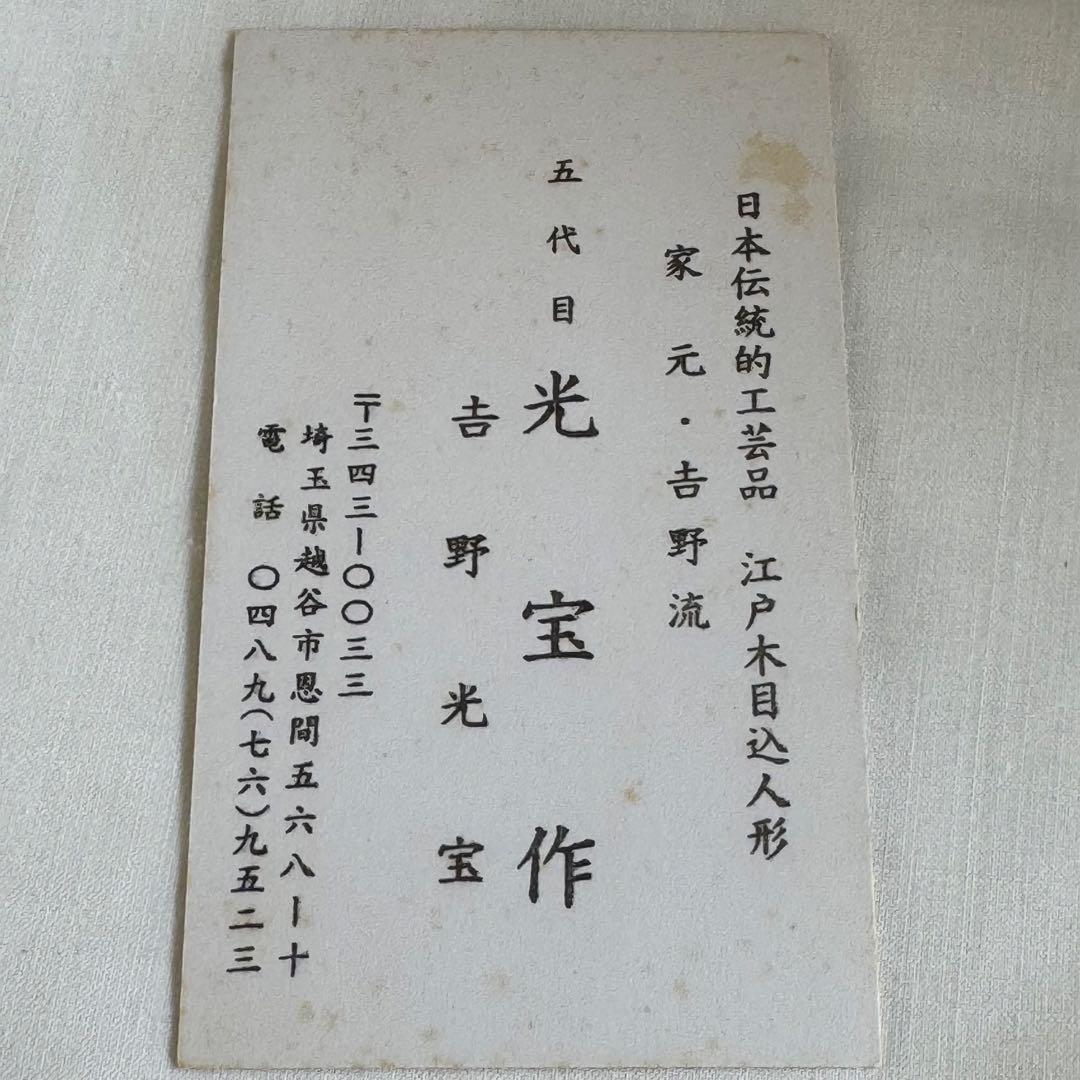 日本伝統的工芸品　江戸木目込人形
家元・𠮷野流
五代目　光宝作
𠮷野光宝
〒三四三ー〇〇三三
埼玉県越谷市恩間五六八ー十
電話　〇四八九(七六)九五二三